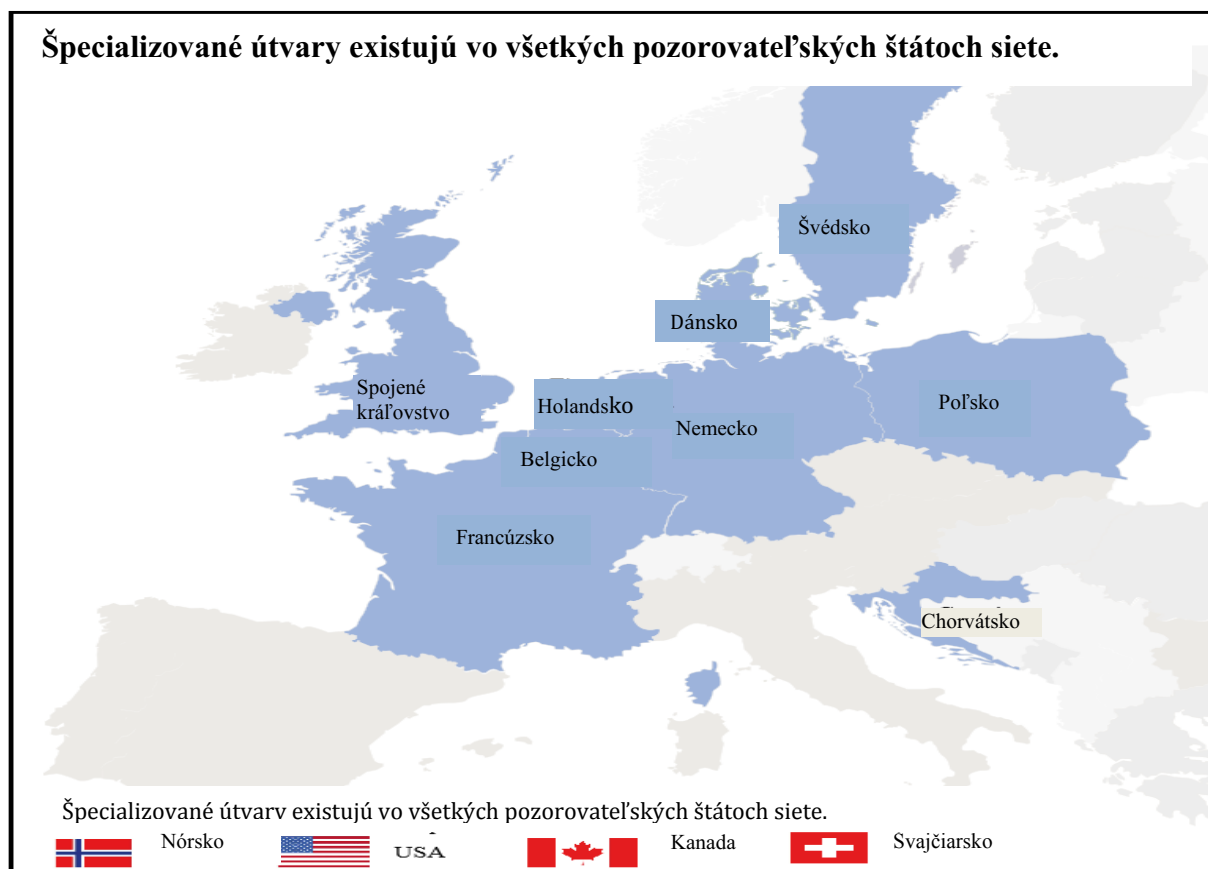 Špecializované útvary existujú vo všetkých pozorovateľských štátoch siete.
Švédsko
Dánsko
Spojené
kráľovstvo
Holandsko
Poľsko
Nemecko
Belgicko
Francúzsko
Chorvátsko
Špecializované útvary existujú vo všetkých pozorovateľských štátoch siete.
Nórsko
USA
Kanada
Svajčiarsko